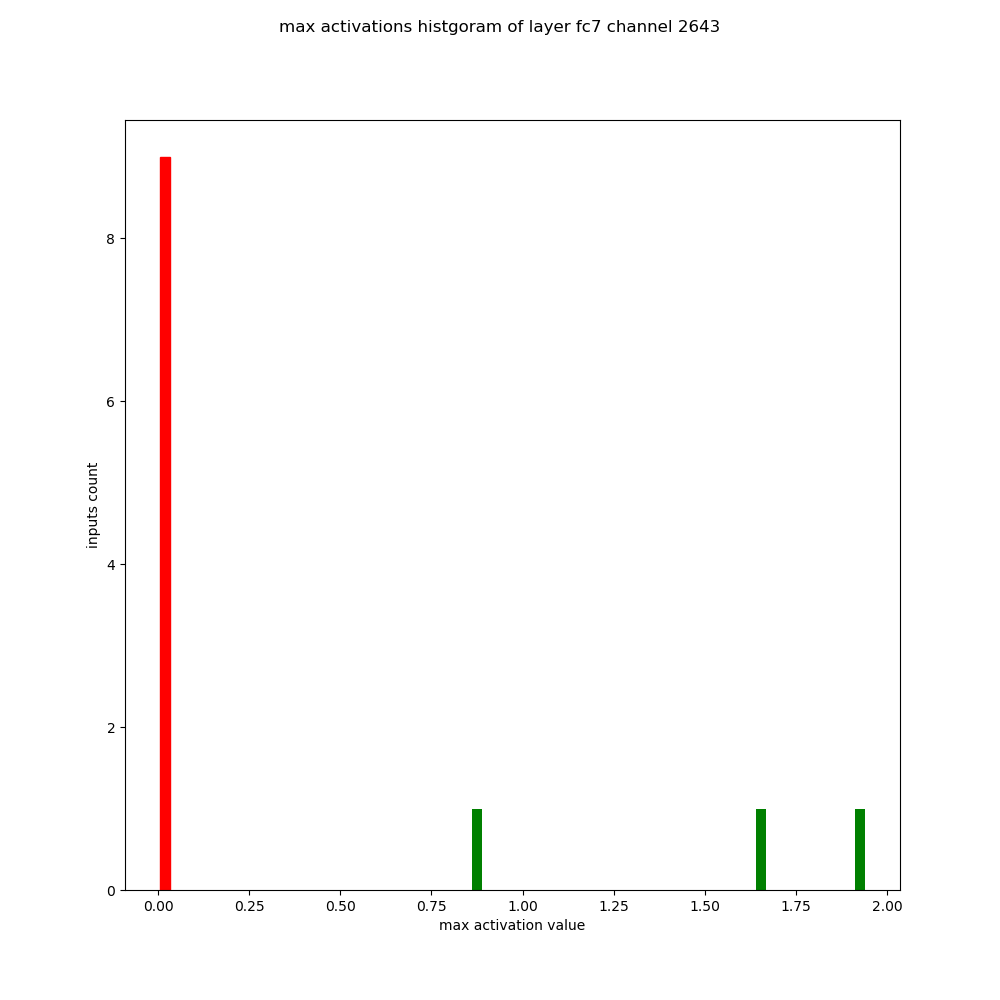 max activations histgoram of layer fc7 channel 2643
8
6
4
2
0
inputs count
0.00 0.25 0.50 0.75 1.00 1.25 1.50 1.75 2.00
max activation value